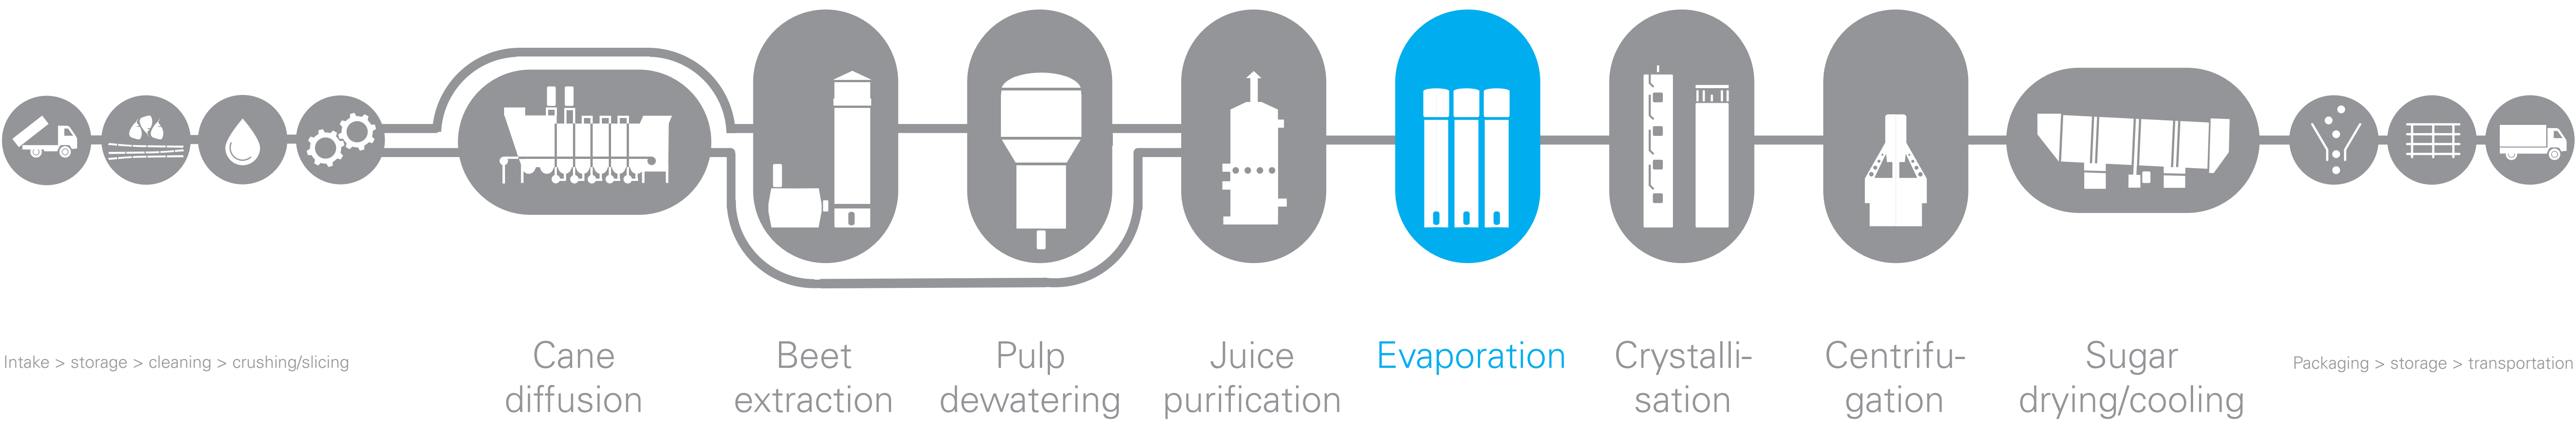 Intake > storage > cleaning > crushing/slicing
Cane
diffusion
Beet
extraction
Pulp
dewatering
Juice
purification
Evaporation
Crystalli-
sation
Centrifu-
gation
Sugar
drying/cooling
Packaging > storage > transportation